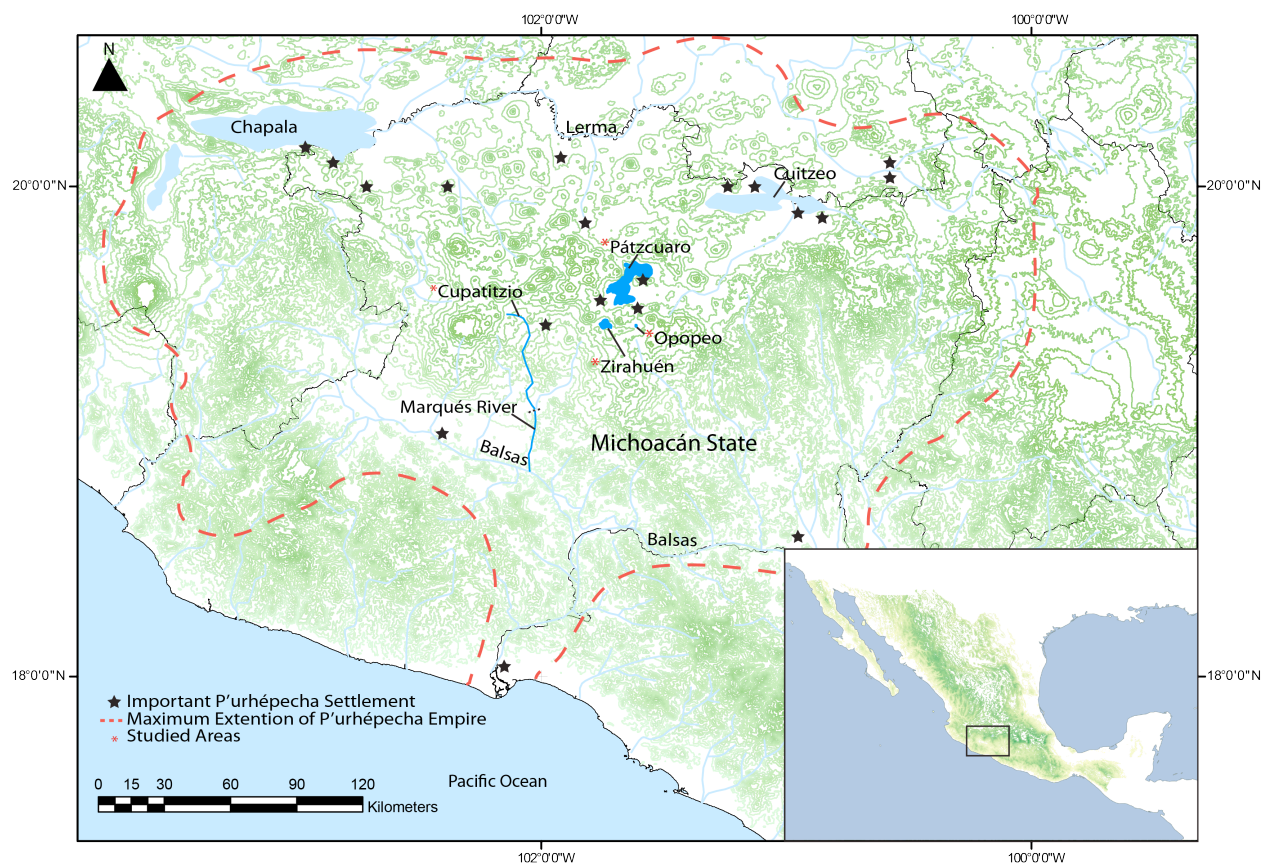 102°0'0"W
100°0'0"W
N
Chapala
Lerma
Cuitzeo
20°0'0"N
20°0'0"N
Pátzcuaro
Cupatitzio
Opopeo
Zirahuén
Marqués River
Michoacán State
Balsas
Balsas
18°0'0"N
18°0'0"N
Important P'urhépecha Settlement
Maximum Extention of P'urhépecha Empire
Studied Areas
Pacific Ocean
0 15 30 60 90 120
Kilometers
102°0'0"W
100°0'0"W